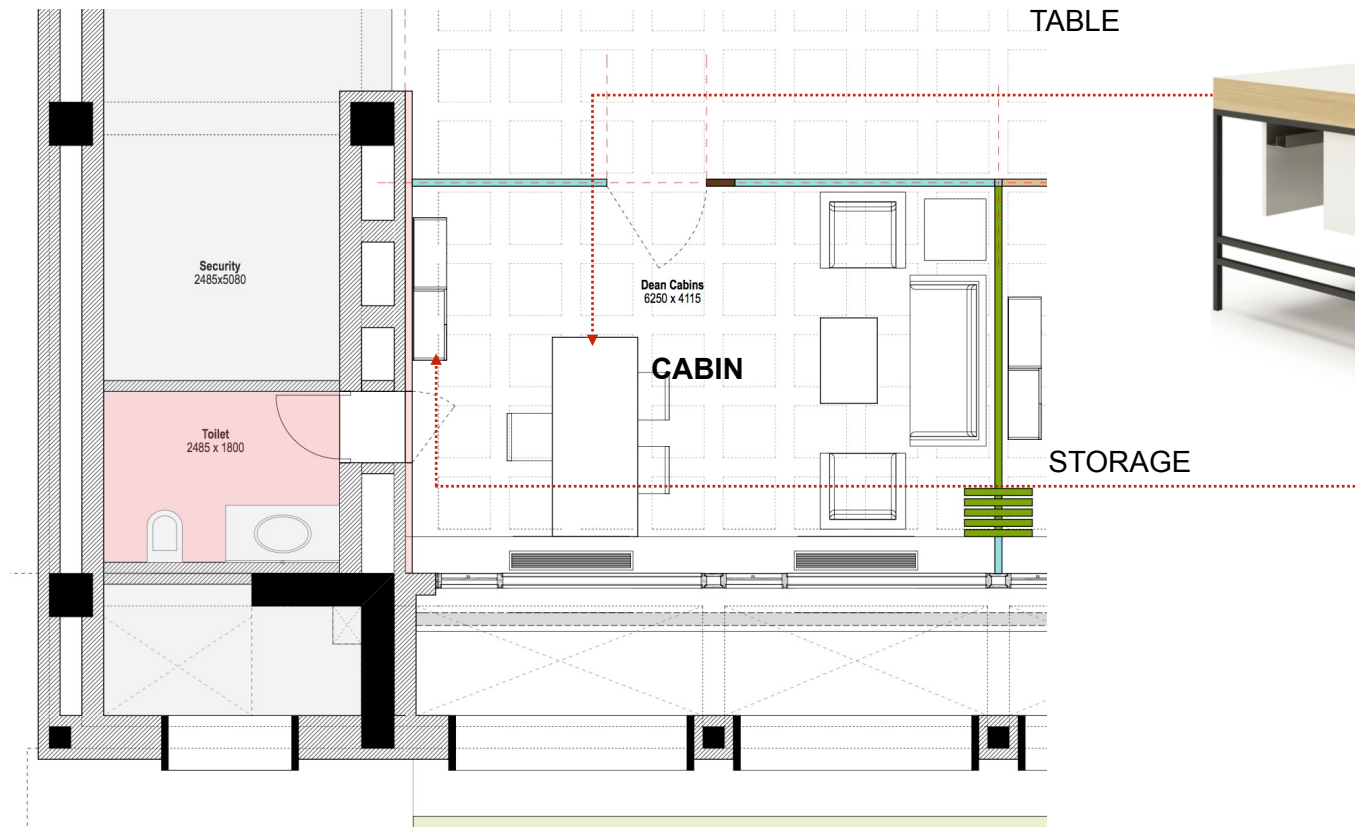 TABLE
Security
2485x5080
Dean Cabins
6250 x 4115
CABIN
Toilet
2485 x 1800
STORAGE